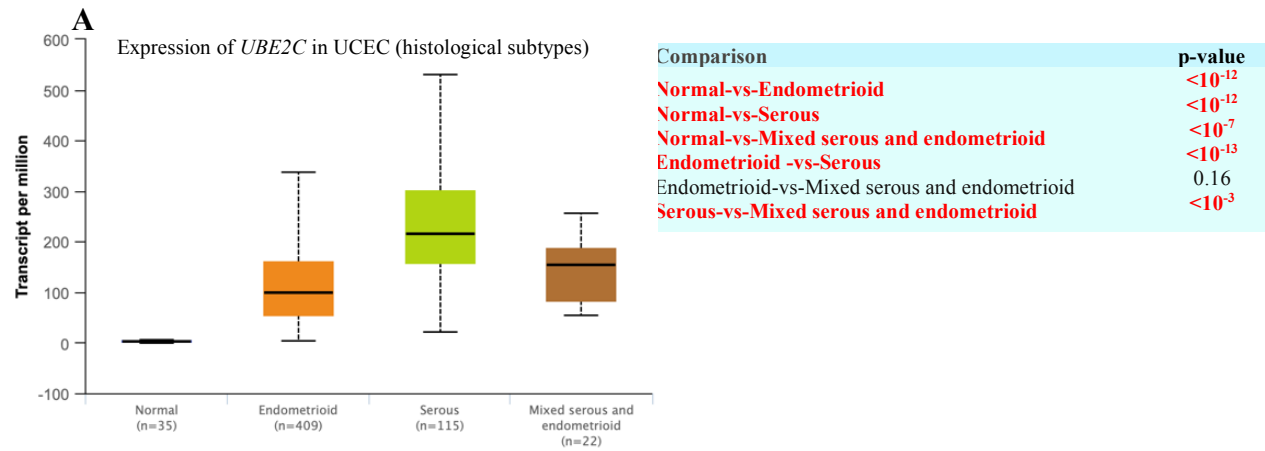 A
Expression of UBE2C in UCEC (histological subtypes)
Transcript per million
600
500
400
300
200
100
0
-100
Normal
(n=35)
Endometrioid
(n=409)
Serous
(n=115)
Mixed serous and
endometrioid
(n=22)
Comparison p-value
Normal-vs-Endometrioid <10⁻¹²
Normal-vs-Serous <10⁻¹²
Normal-vs-Mixed serous and endometrioid <10⁻⁷
Endometrioid -vs-Serous <10⁻¹³
Endometrioid-vs-Mixed serous and endometrioid 0.16
Serous-vs-Mixed serous and endometrioid <10⁻³